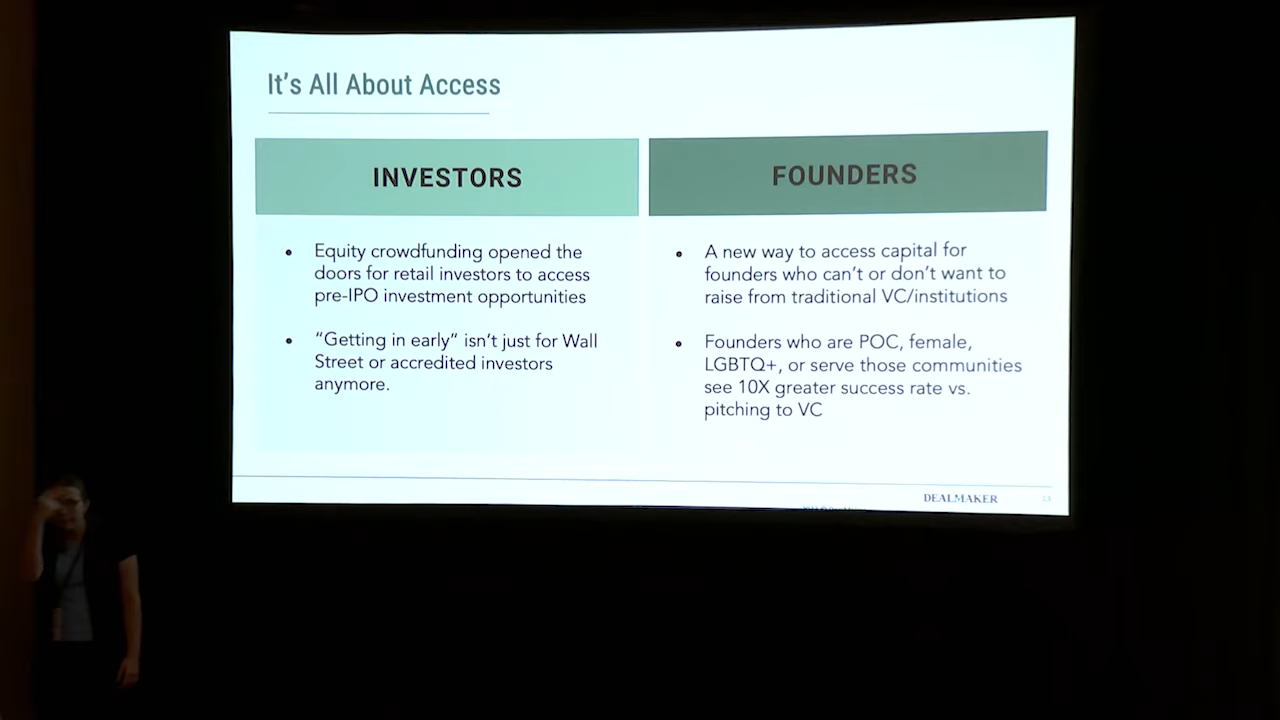 It's All About Access
INVESTORS
FOUNDERS
• Equity crowdfunding opened the
doors for retail investors to access
pre-IPO investment opportunities
• “Getting in early” isn't just for Wall
Street or accredited investors
anymore.
• A new way to access capital for
founders who can't or don't want to
raise from traditional VC/institutions
• Founders who are POC, female,
LGBTQ+, or serve those communities
see 10X greater success rate vs.
pitching to VC
DEALMAKER